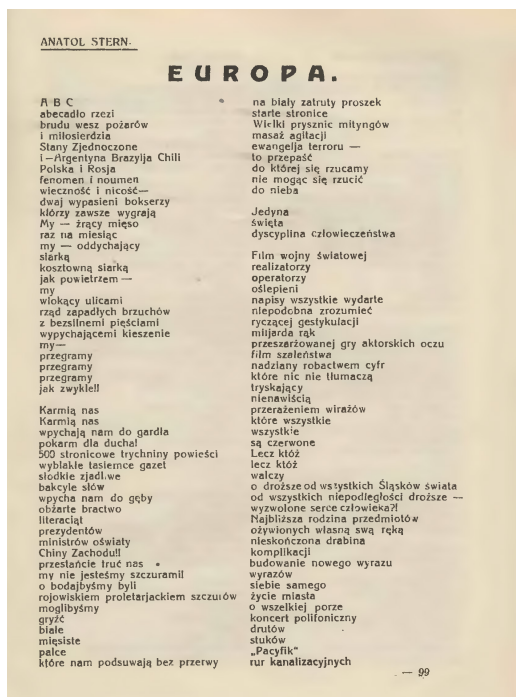 ANATOL STERN.
EUROPA.
A B C
abecadło rzezi
brudu wesz pożarów
i miłosierdzia
Stany Zjednoczone
i—Argentyna Brazylja Chili
Polska i Rosja
fenomen i noumen
wieczność i nicość—
dwaj wypasieni bokserzy
którzy zawsze wygrają
My — żrący mięso
raz na miesiąc
my — oddychający
siarką
kosztowną siarką
jak powietrzem —
my
wlokący ulicami
rząd zapadłych brzuchów
z bezsilnemi pięściami
wypychającemi kieszenie
my—
przegramy
przegramy
przegramy
jak zwykle!!

Karmią nas
Karmią nas
wpychają nam do gardła
pokarm dla ducha!
500 stronicowe trychniny powieści
wyblakłe tasiemce gazet
słodkie zjadl.we
bakcyle słów
wpycha nam do gęby
obżarte bractwo
literaciąt
prezydentów
ministrów oświaty
Chiny Zachodu!!
przestańcie truć nas
my nie jesteśmy szczurami!
o bodajbyśmy byli
rojowiskiem proletarjackiem szczurów
moglibyśmy
gryźć
białe
mięsiste
palce
które nam podsuwają bez przerwy
na biały zatruty proszek
starte stronice
Wielki prysznic mityngów
masaż agitacji
ewangelja terroru —
to przepaść
do której się rzucamy
nie mogąc się rzucić
do nieba

Jedyna
święta
dyscyplina człowieczeństwa

Film wojny światowej
realizatorzy
operatorzy
oślepieni
napisy wszystkie wydarte
niepodobna zrozumieć
ryczącej gestykulacji
miljarda rąk
przeszarżowanej gry aktorskich oczu
film szaleństwa
nadziany robactwem cyfr
które nic nie tłumaczą
tryskający
nienawiścią
przerażeniem wirażów
które wszystkie
wszystkie
są czerwone
Lecz któż
lecz któż
walczy
o droższe od wszystkich Śląsków świata
od wszystkich niepodległości droższe —
wyzwolone serce człowieka?!
Najbliższa rodzina przedmiotów
ożywionych własną swą ręką
nieskończona drabina
komplikacji
budowanie nowego wyrazu
wyrazów
siebie samego
życie miasta
o wszelkiej porze
koncert polifoniczny
drutów
stuków
„Pacyfik"
rur kanalizacyjnych
— 99